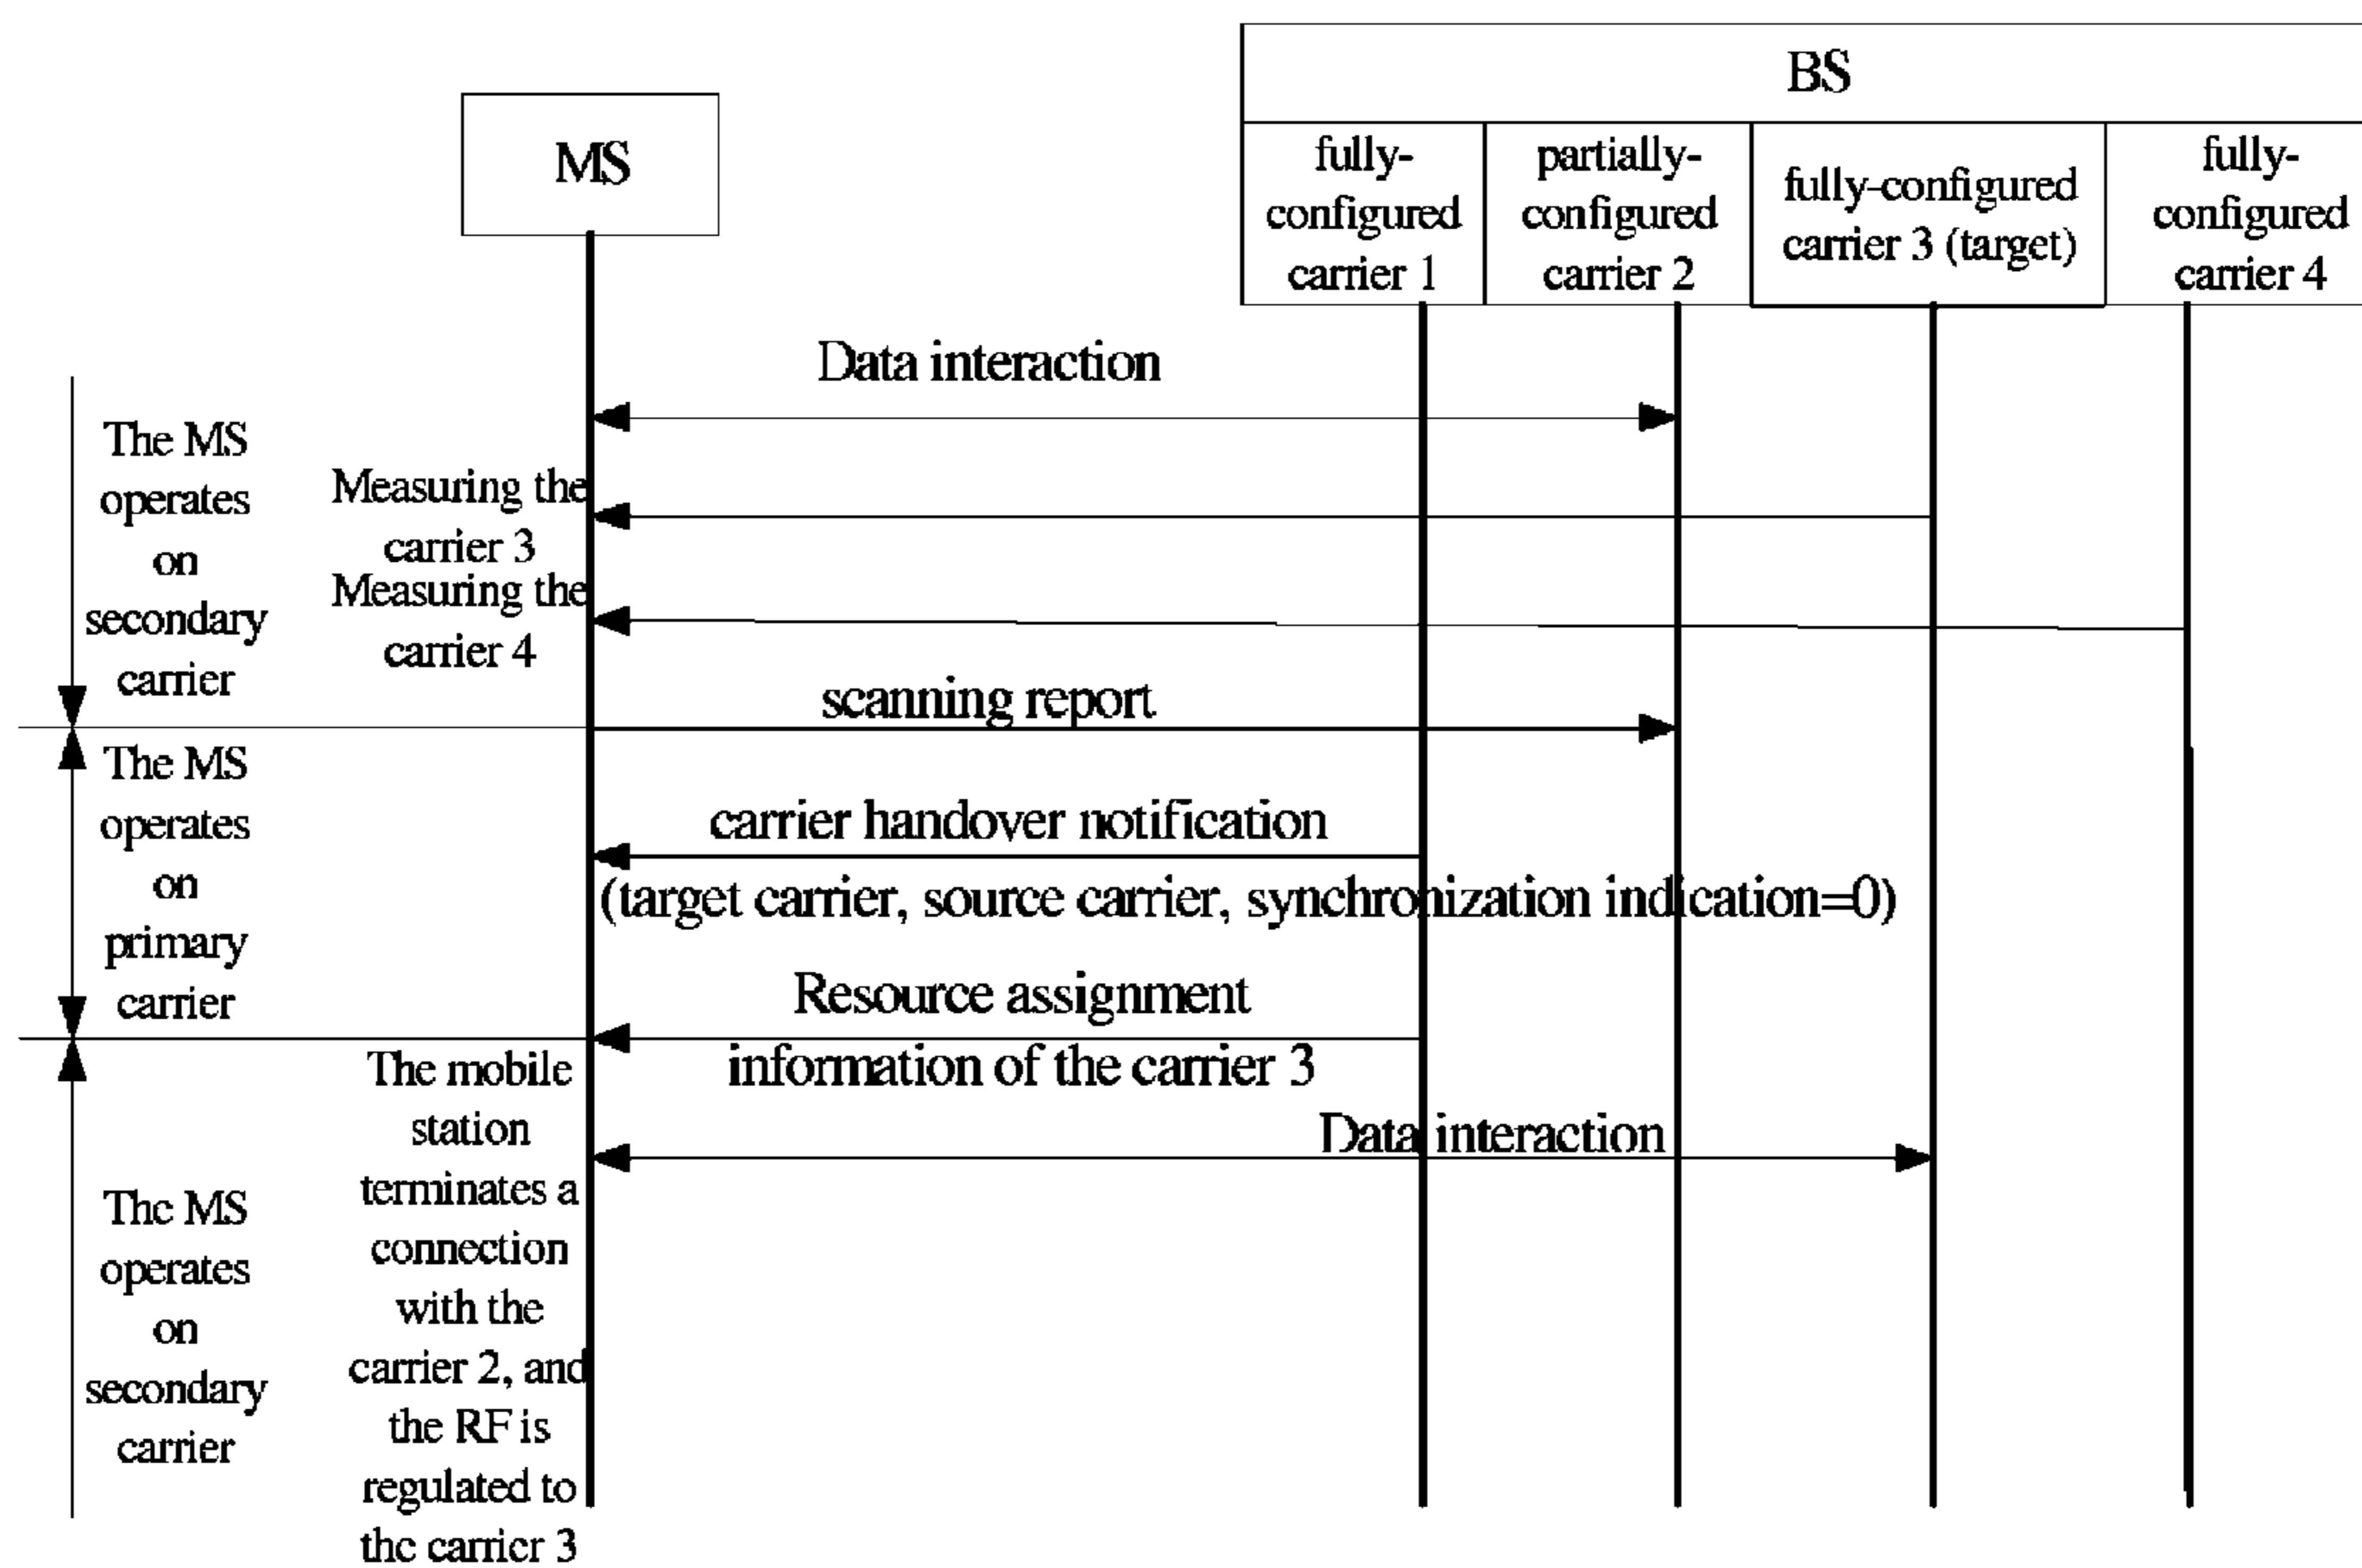 BS
MS
fully-
configured
carrier 1
partially-
configured
carrier 2
fully-configured
carrier 3 (target)
fully-
configured
carrier 4
Data interaction
The MS
operates
on
secondary
carrier
Measuring the
carrier 3
Measuring the
carrier 4
scanning report
The MS
operates
on
primary
carrier
carrier handover notification
(target carrier, source carrier, synchronization indication=0)
Resource assignment
information of the carrier 3
Data interaction
The MS
operates
on
secondary
carrier
The mobile
station
terminates a
connection
with the
carrier 2, and
the RF is
regulated to
the carrier 3